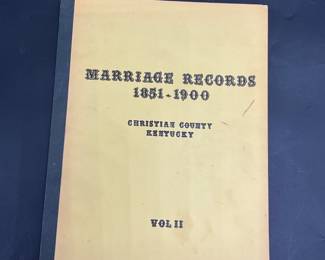 MARRIAGE RECORDS
1851-1900
CHRISTIAN COUNTY
KENTUCKY
VOL II